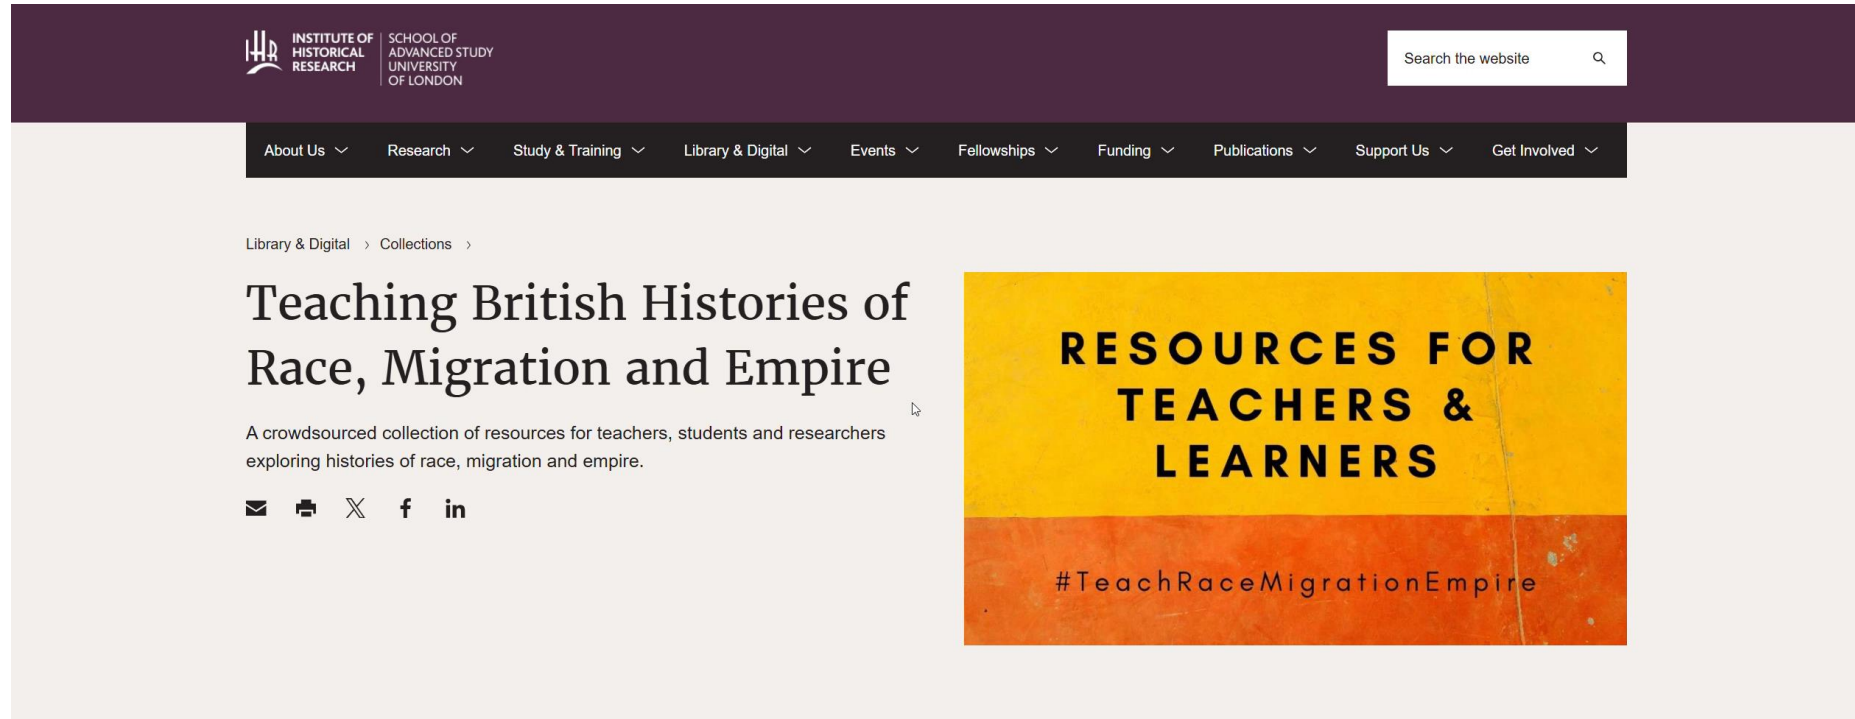 INSTITUTE OF
HISTORICAL
RESEARCH
SCHOOL OF
ADVANCED STUDY
UNIVERSITY
OF LONDON
Search the website
About Us
Research
Study & Training
Library & Digital
Events
Fellowships
Funding
Publications
Support Us
Get Involved
Library & Digital > Collections >
Teaching British Histories of
Race, Migration and Empire
A crowdsourced collection of resources for teachers, students and researchers
exploring histories of race, migration and empire.
RESOURCES FOR
TEACHERS &
LEARNERS
#TeachRaceMigrationEmpire